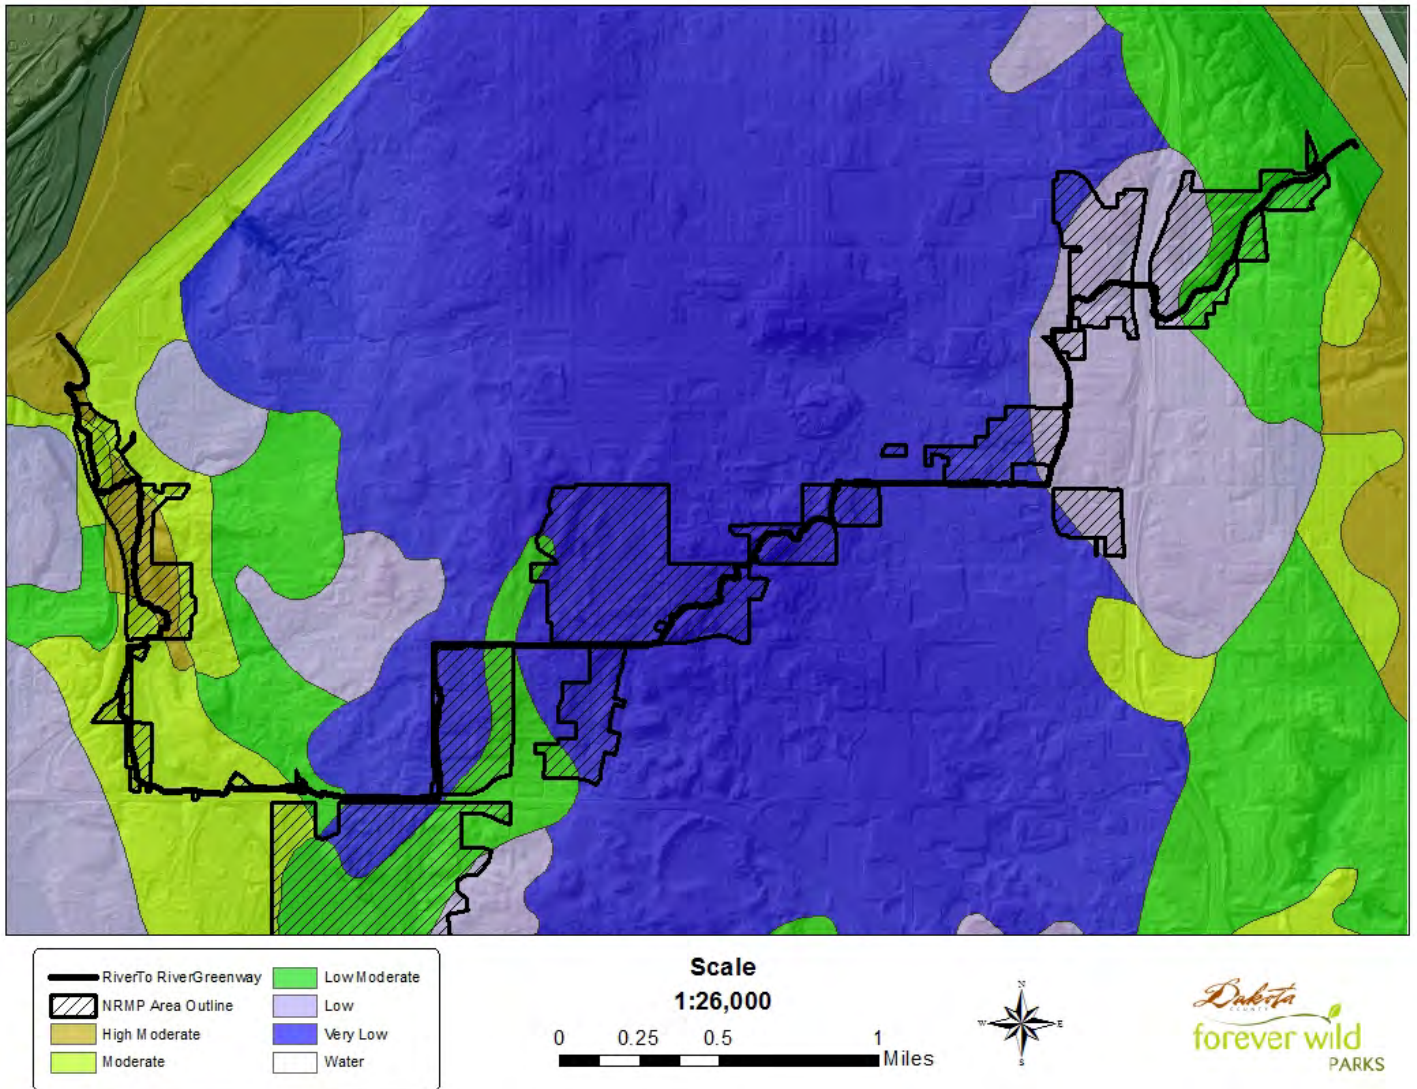 RiverTo RiverGreenway
NRMP Area Outline
High Moderate
Moderate
Low Moderate
Low
Very Low
Water
Scale
1:26,000
0 0.25 0.5 1
Miles
N
W E
S
Dakota
COUNTY
forever wild
PARKS